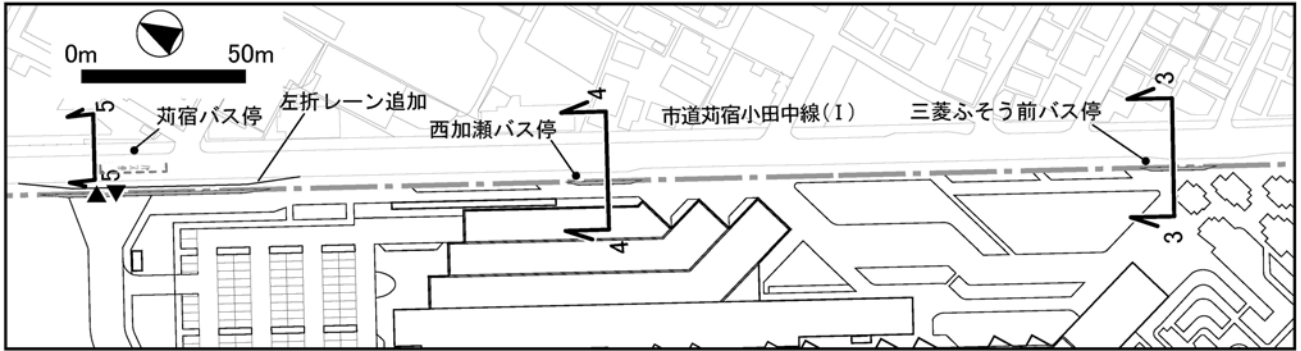 0m 50m
苅宿バス停
左折レーン追加
西加瀬バス停
市道苅宿小田中線(Ⅰ)
三菱ふそう前バス停
5
5
4
4
3
3